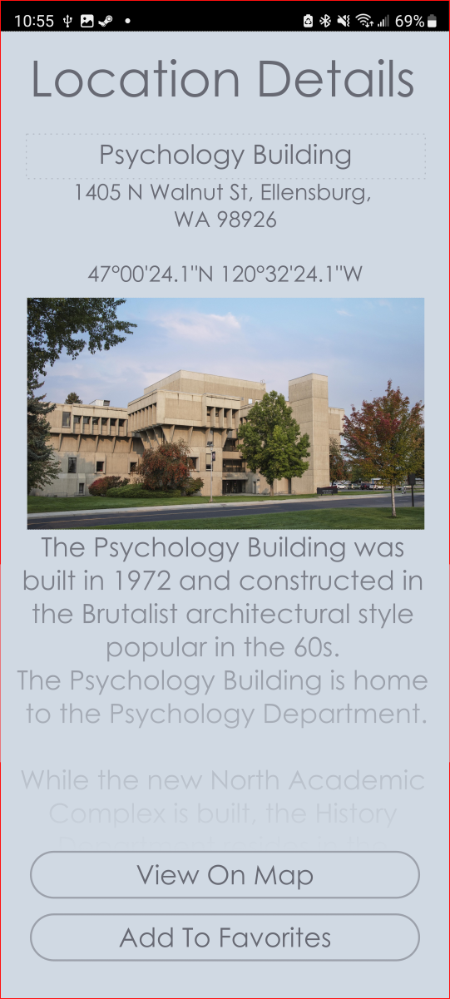 10:55 69%
Location Details
Psychology Building
1405 N Walnut St, Ellensburg,
WA 98926
47°00'24.1"N 120°32'24.1"W
The Psychology Building was
built in 1972 and constructed in
the Brutalist architectural style
popular in the 60s.
The Psychology Building is home
to the Psychology Department.
While the new North Academic
Complex is built, the History
View On Map
Add To Favorites